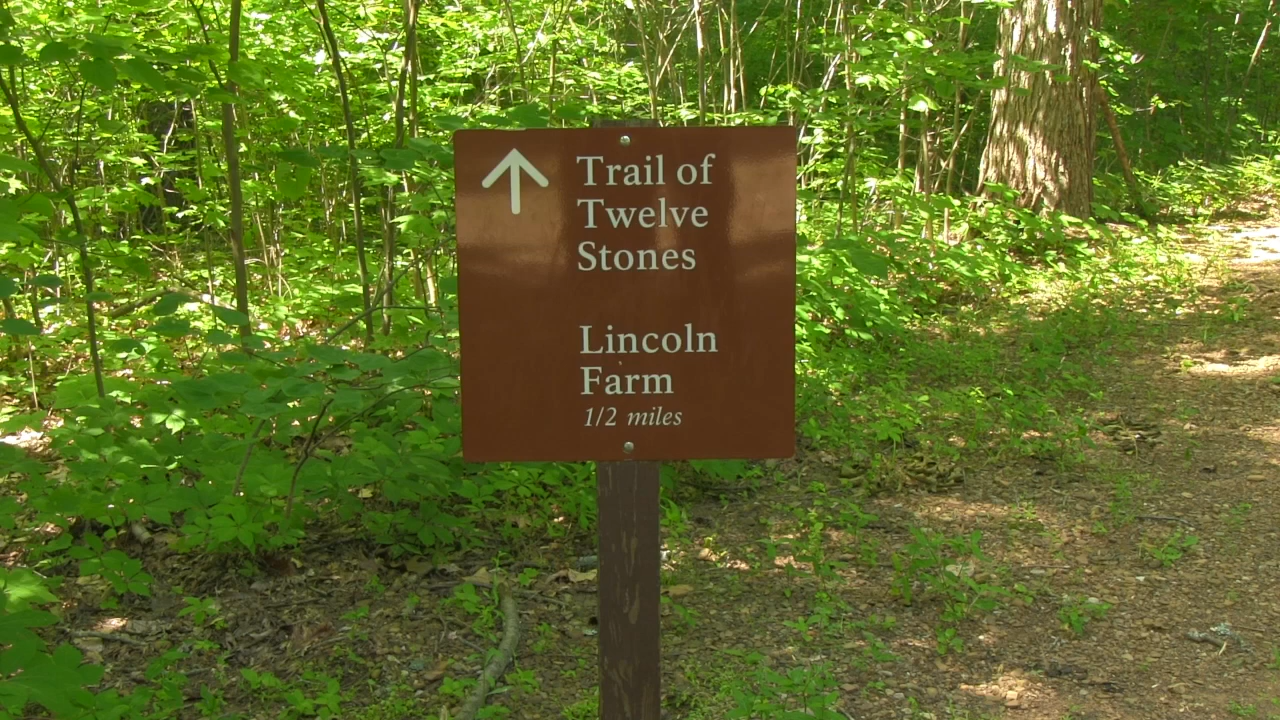 Trail of
Twelve
Stones
Lincoln
Farm
1/2 miles